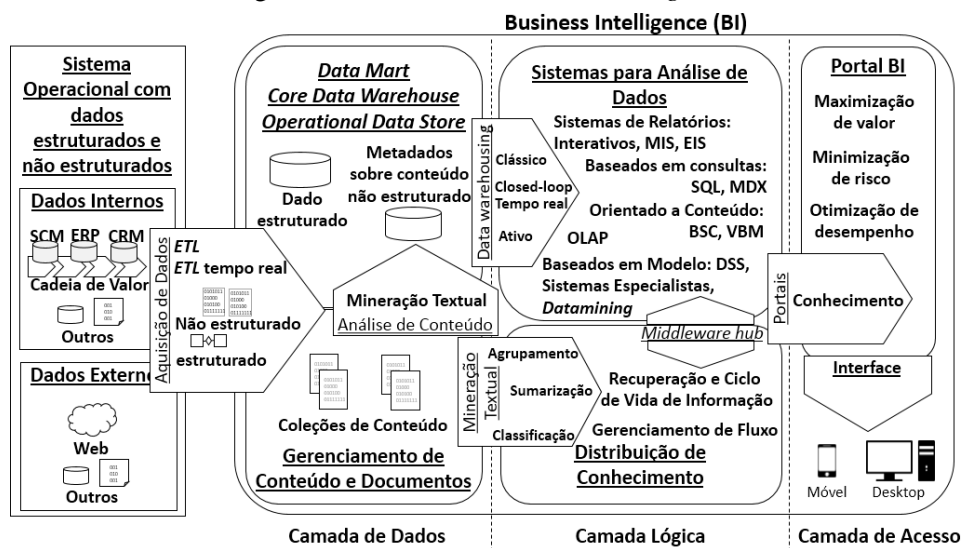 Business Intelligence (BI)
Sistema
Operacional com
dados
estruturados e
não estruturados
Dados Internos
SCM ERP CRM
Cadeia de Valor
Outros
Dados Externo
Web
Outros
Aquisição de Dados
ETL
ETL tempo real
Não estruturado
estruturado
Data Mart
Core Data Warehouse
Operational Data Store
Metadados
sobre conteúdo
não estruturado
Dado
estruturado
Mineração Textual
Análise de Conteúdo
Coleções de Conteúdo
Gerenciamento de
Conteúdo e Documentos
Data warehousing
Clássico
Closed-loop
Tempo real
Ativo
Mineração
Textual
Agrupamento
Sumarização
Classificação
Sistemas para Análise de
Dados
Sistemas de Relatórios:
Interativos, MIS, EIS
Baseados em consultas:
SQL, MDX
Orientado a Conteúdo:
BSC, VBM
OLAP
Baseados em Modelo: DSS,
Sistemas Especialistas,
Datamining
Middleware hub
Recuperação e Ciclo
de Vida de Informação
Gerenciamento de Fluxo
Distribuição de
Conhecimento
Portal BI
Maximização
de valor
Minimização
de risco
Otimização de
desempenho
Portais
Conhecimento
Interface
Móvel
Desktop
Camada de Dados
Camada Lógica
Camada de Acesso